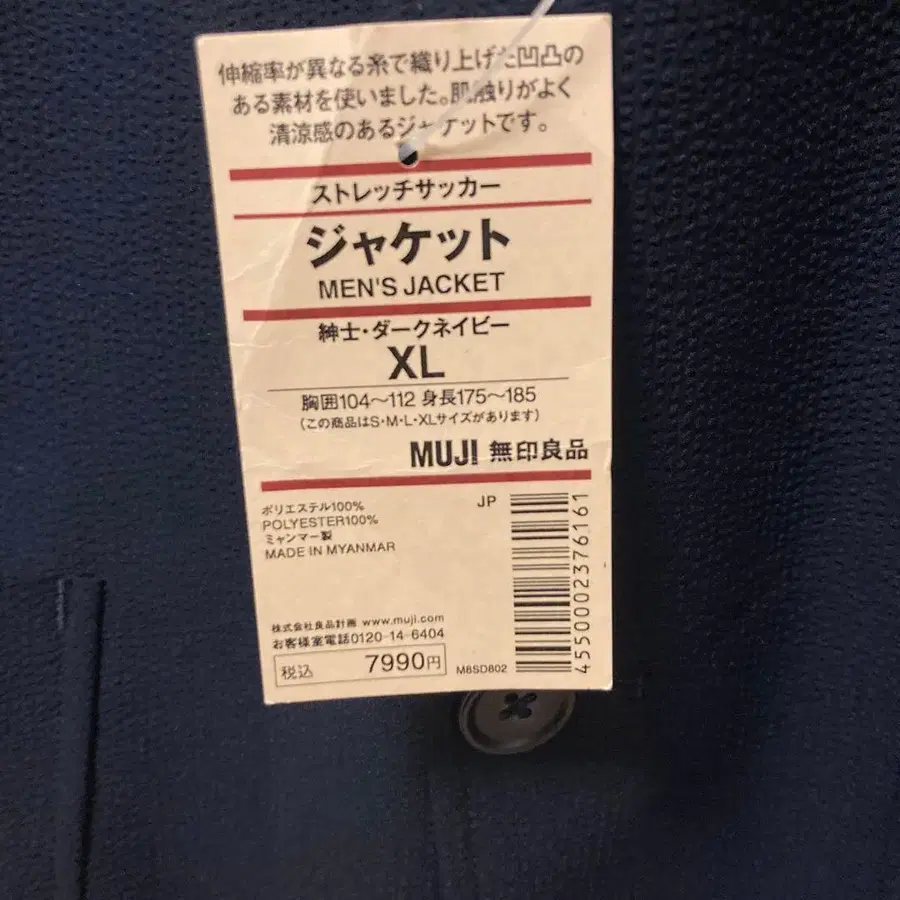 伸縮率が異なる糸で織り上げた凹凸の
ある素材を使いました。肌触りがよく
清涼感のあるジャケットです。
ストレッチサッカー
ジャケット
MEN'S JACKET
紳士・ダークネイビー
XL
胸囲104〜112 身長175〜185
(この商品はS・M・L・XLサイズがあります)
MUJI 無印良品
ポリエステル100%
POLYESTER100%
ミャンマー製
MADE IN MYANMAR
JP
4550002376161
株式会社良品計画 www.muji.com
お客様室電話0120-14-6404
税込 7990円
M8SD802